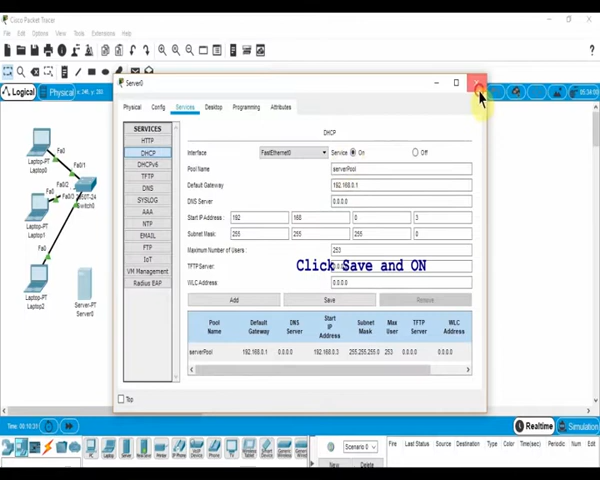 Cisco Packet Tracer
File Edit Options View Tools Extensions Help
Logical Physical
Server0
Physical Config Services Desktop Programming Attributes
SERVICES
HTTP
DHCP
DHCPv6
TFTP
DNS
SYSLOG
AAA
NTP
EMAIL
FTP
IoT
VM Management
Radius EAP
DHCP
Interface FastEthernet0 Service On Off
Pool Name serverPool
Default Gateway 192.168.0.1
DNS Server 0.0.0.0
Start IP Address : 192 168 0 3
Subnet Mask: 255 255 255 0
Maximum Number of Users : 253
TFTP Server:
Click Save and ON
WLC Address: 0.0.0.0
Add Save Remove
Pool Name Default Gateway DNS Server Start IP Address Subnet Mask Max User TFTP Server WLC Address
serverPool 192.168.0.1 0.0.0.0 192.168.0.3 255.255.255.0 253 0.0.0.0 0.0.0.0
Top
Fa0
Laptop-PT
Laptop0
Fa0/1
Fa0
Fa0/2
Switch0
Laptop-PT
Laptop1
Fa0
Laptop-PT
Laptop2
Server-PT
Server0
Realtime Simulation
Scenario 0
New Delete
Fire Last Status Source Destination Type Color Time(sec) Periodic Num Edit